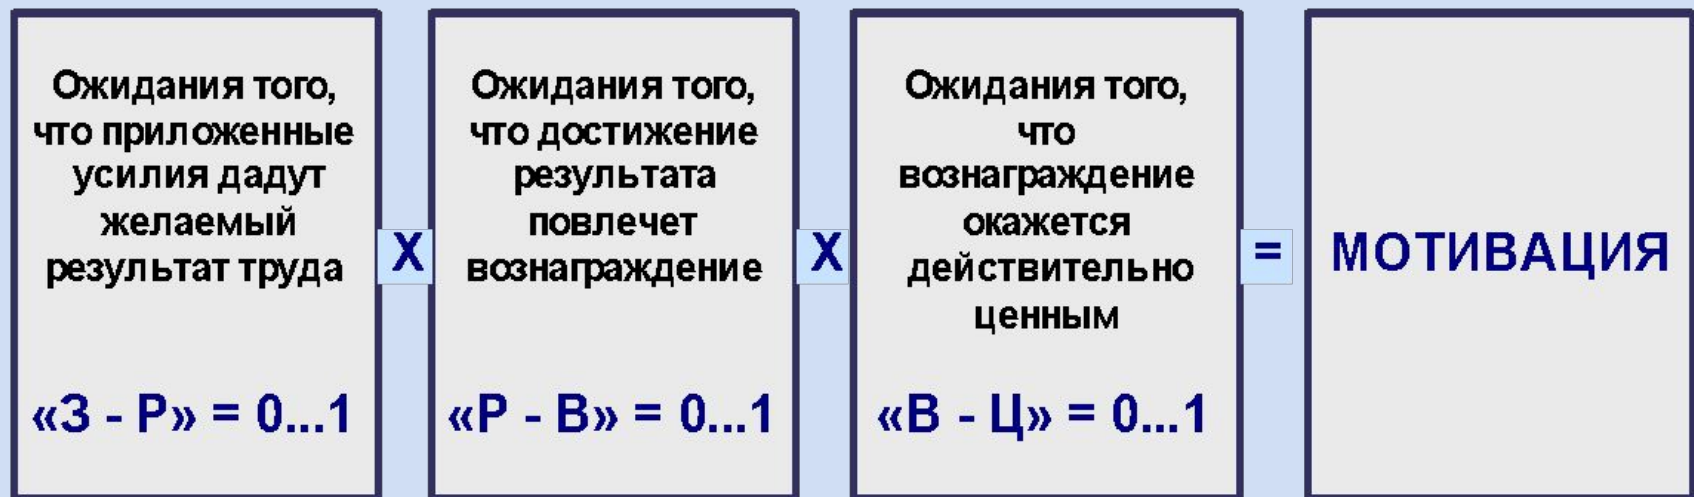 Ожидания того,
что приложенные
усилия дадут
желаемый
результат труда
«З - Р» = 0...1
Х
Ожидания того,
что достижение
результата
повлечет
вознаграждение
«Р - В» = 0...1
Х
Ожидания того,
что
вознаграждение
окажется
действительно
ценным
«В - Ц» = 0...1
=
МОТИВАЦИЯ